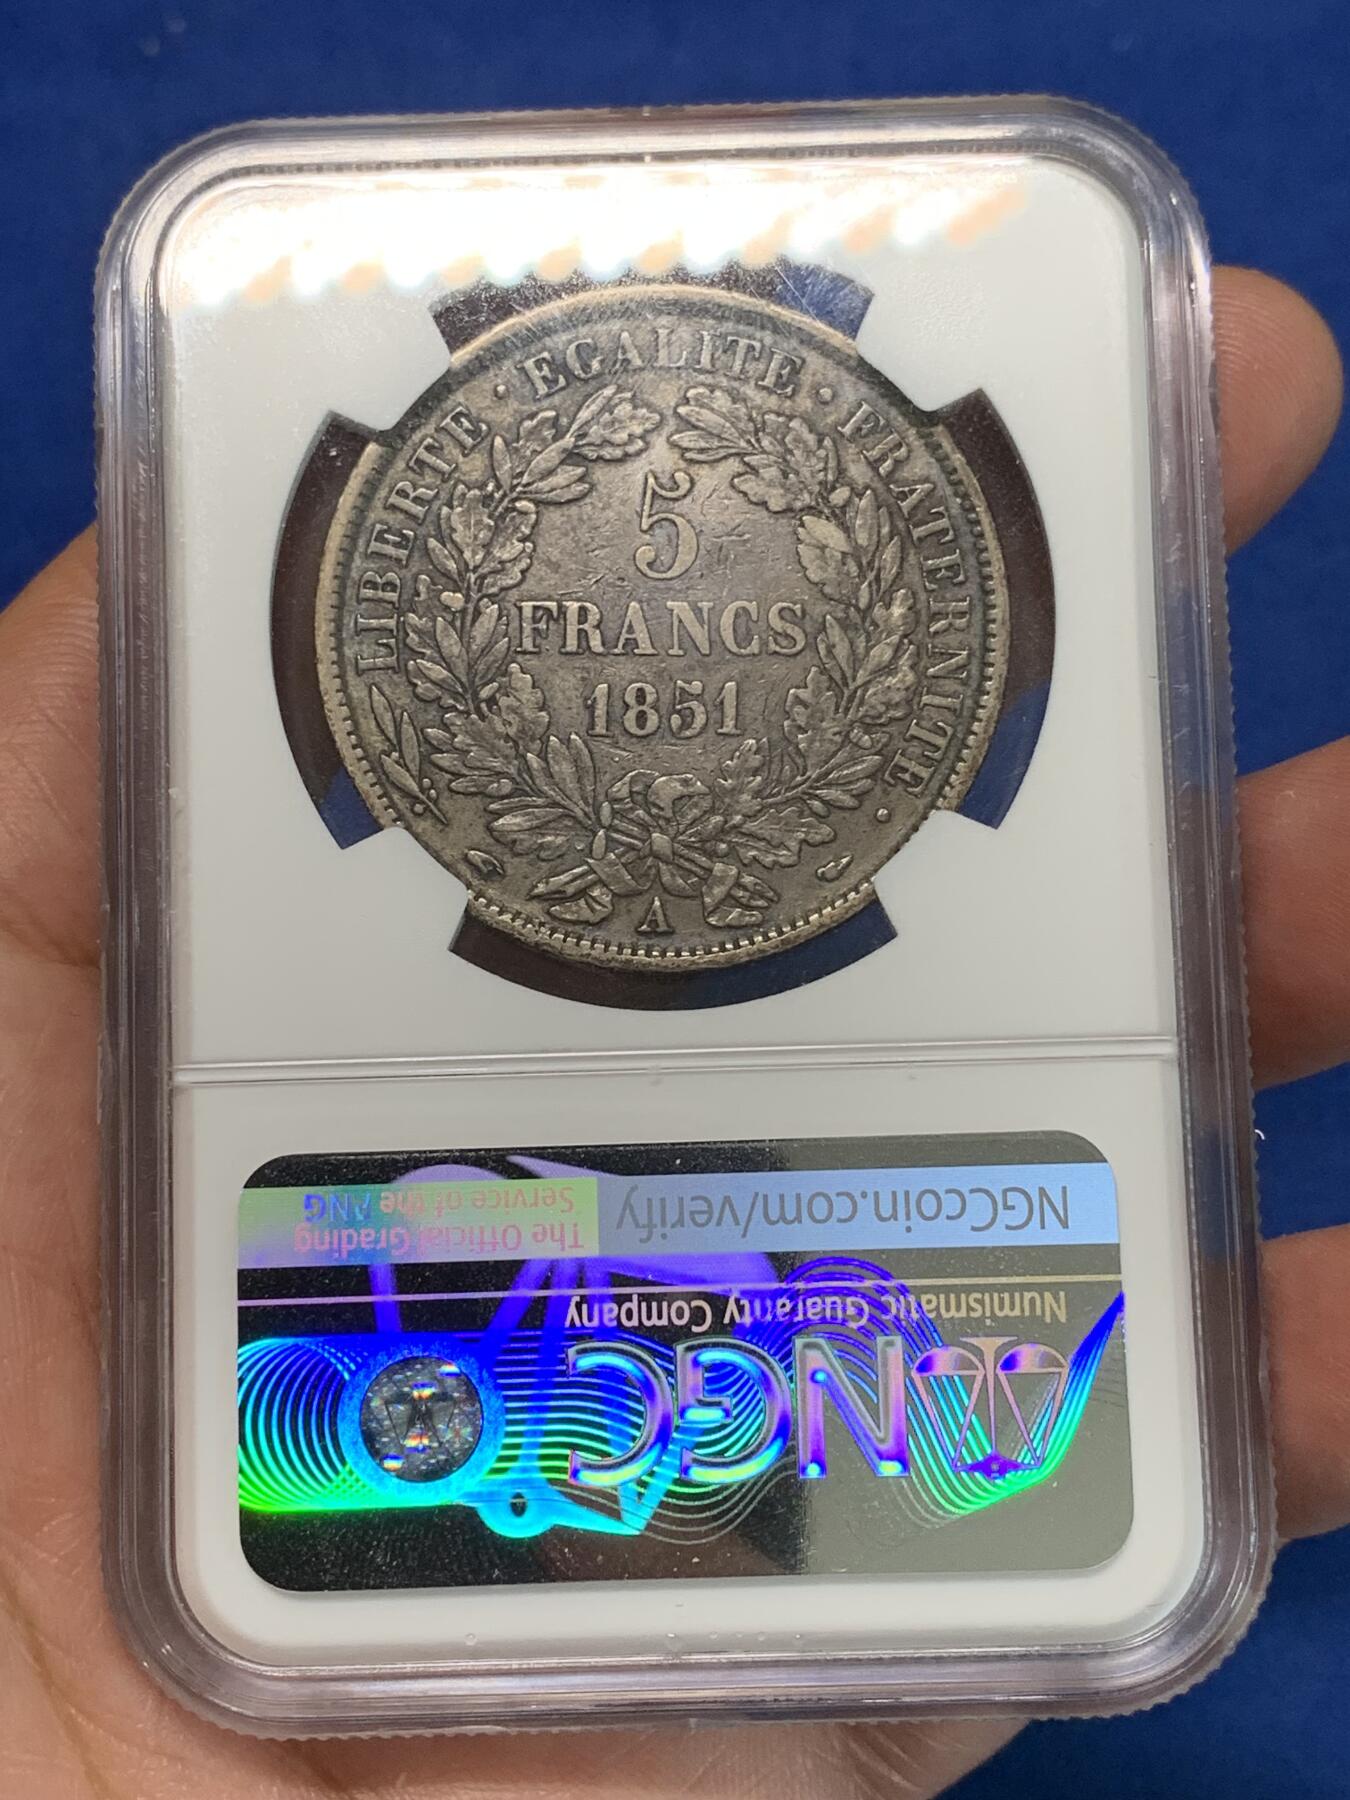 LIBERTE · EGALITE · FRATERNITE ·
5
FRANCS
1851
A
NGC
Numismatic Guaranty Company
NGCcoin.com/verify
The Official Grading
Service of the ANG